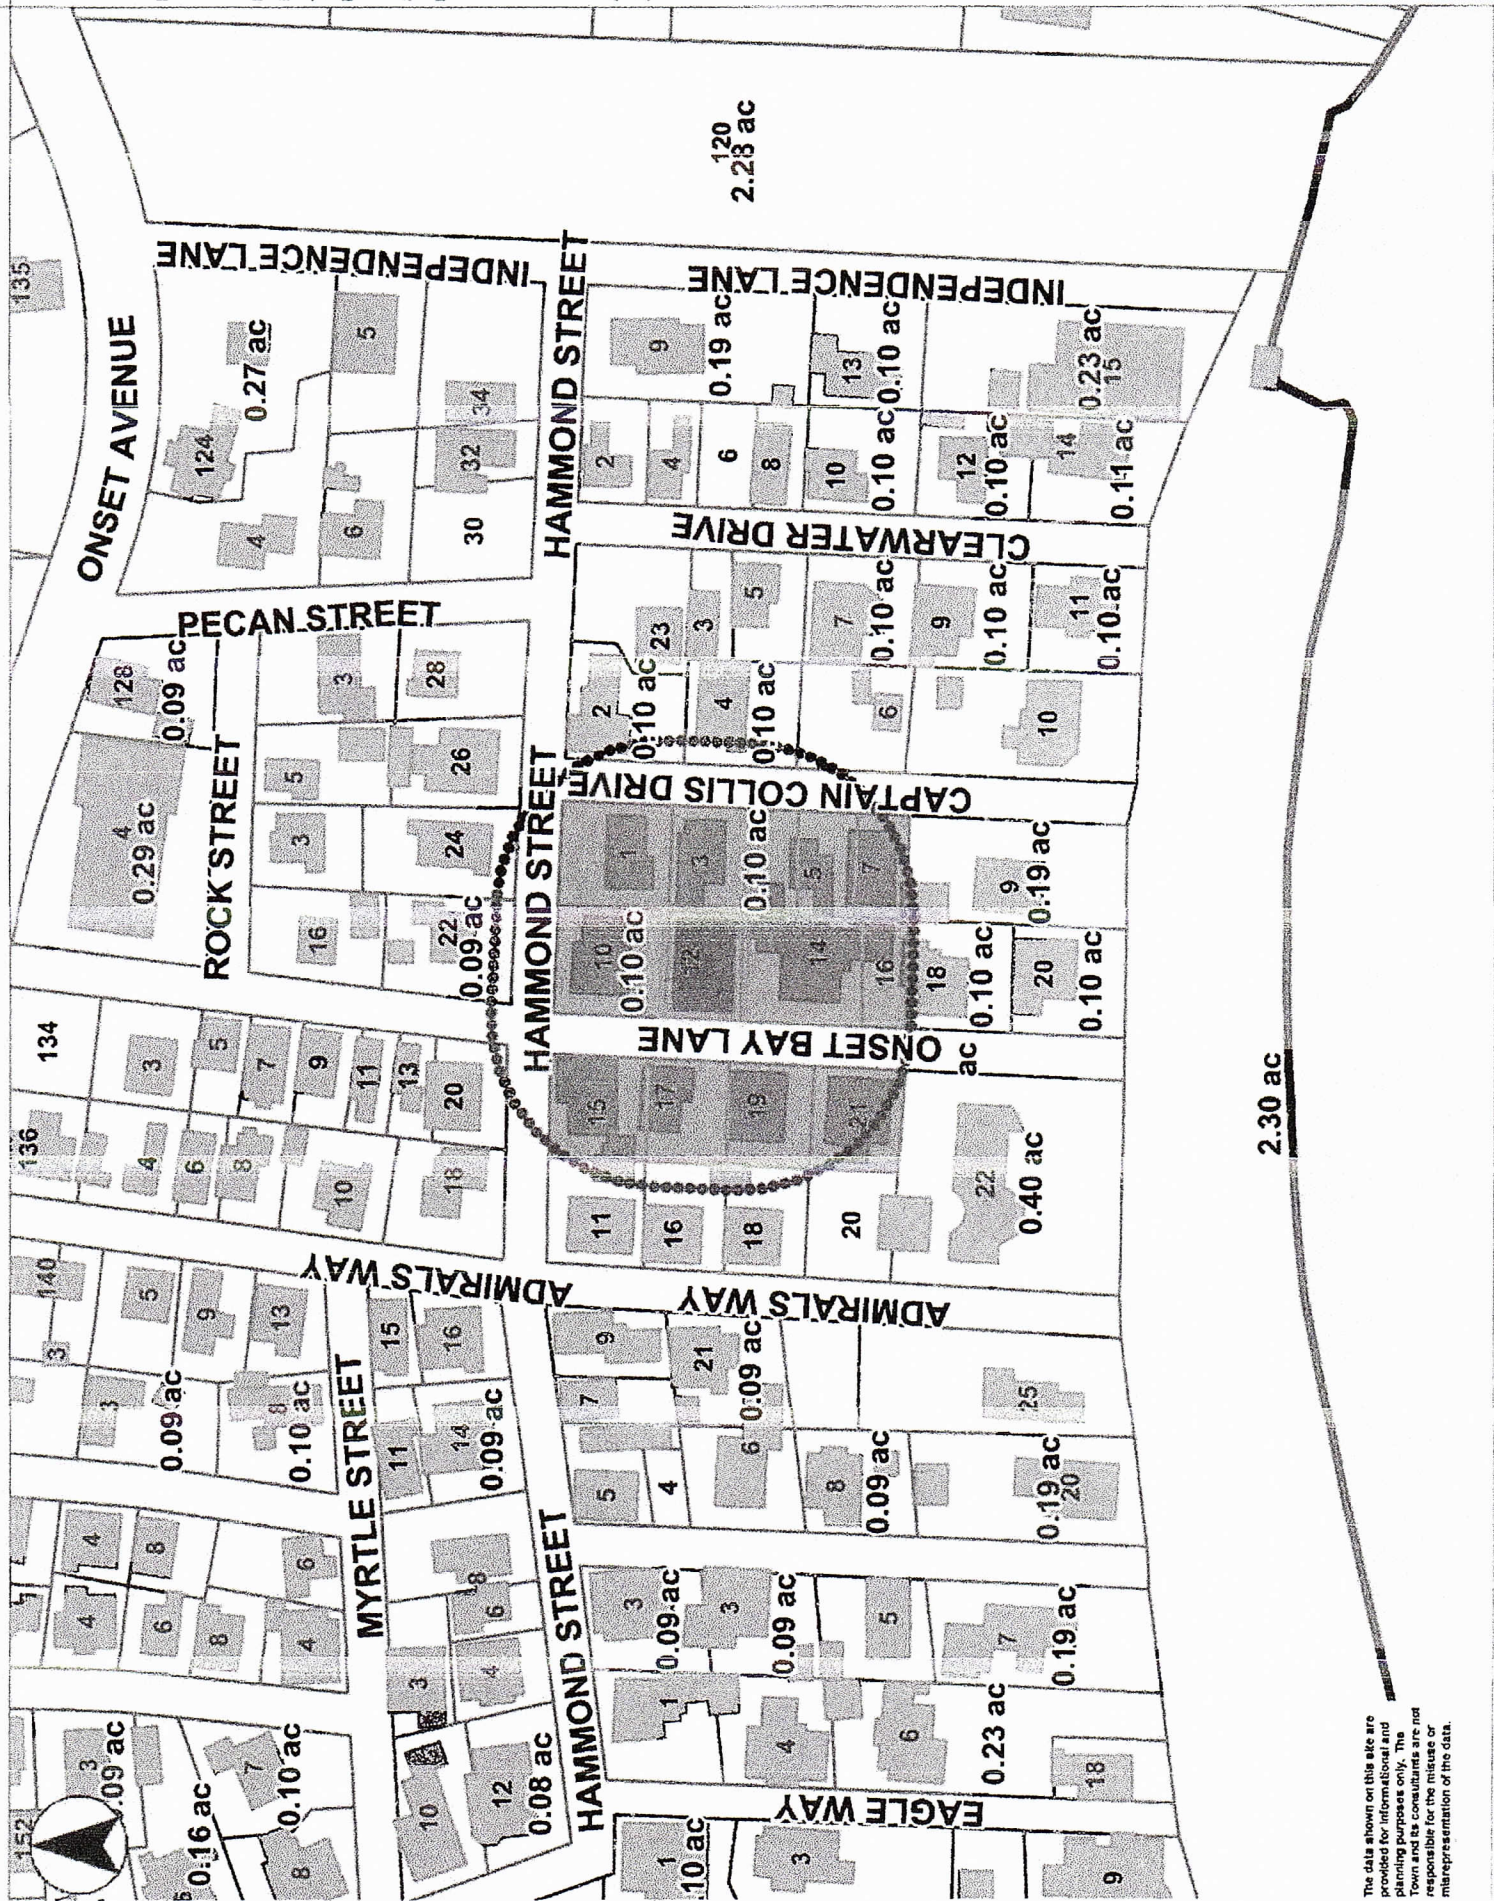 152
136
134
135
140
3
3
0.09 ac
4
8
4
6
8
6
4
7
0.10 ac
0.16 ac
8
3
0.09 ac
5
9
13
8
0.10 ac
4
6
8
10
18
3
5
7
9
11
13
20
4
0.29 ac
128
0.09 ac
ONSET AVENUE
124
0.27 ac
4
6
5
30
32
34
ROCK STREET
PECAN STREET
INDEPENDENCE LANE
3
28
5
26
3
24
16
22
0.09 ac
MYRTLE STREET
ADMIRALS WAY
10
12
0.08 ac
3
4
6
8
11
14
0.09 ac
15
16
HAMMOND STREET
HAMMOND STREET
HAMMOND STREET
HAMMOND STREET
1
3
9
EAGLE WAY
1
4
6
0.23 ac
18
3
0.09 ac
3
0.09 ac
5
7
0.19 ac
5
4
6
8
0.09 ac
0.19 ac
20
7
9
21
0.09 ac
25
ADMIRALS WAY
11
16
18
20
22
0.40 ac
15
17
19
21
ONSET BAY LANE
ac
10
0.10 ac
12
14
16
18
0.10 ac
20
0.10 ac
1
3
0.10 ac
5
7
9
0.19 ac
CAPTAIN COLLIS DRIVE
2
0.10 ac
4
0.10 ac
6
10
23
3
5
7
0.10 ac
9
0.10 ac
11
0.10 ac
CLEARWATER DRIVE
2
4
6
8
10
0.10 ac
12
0.10 ac
14
0.11 ac
9
0.19 ac
13
0.10 ac
0.23 ac
15
INDEPENDENCE LANE
120
2.28 ac
2.30 ac
The data shown on this site are
provided for informational and
planning purposes only. The
Town and its consultants are not
responsible for the misuse or
misrepresentation of the data.